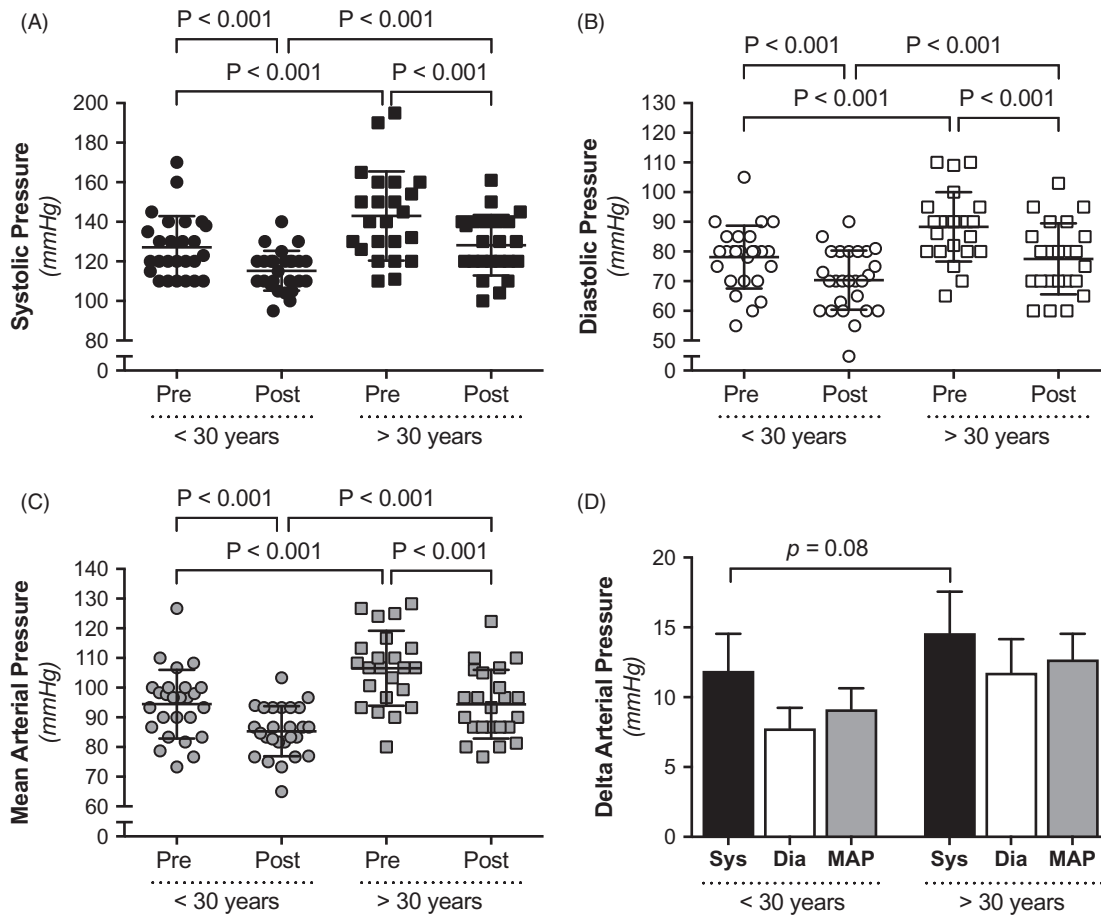 (A)
P < 0.001
P < 0.001
P < 0.001
P < 0.001
Systolic Pressure
(mmHg)
200
180
160
140
120
100
80
0
Pre
Post
Pre
Post
< 30 years
> 30 years
(B)
P < 0.001
P < 0.001
P < 0.001
P < 0.001
Diastolic Pressure
(mmHg)
130
120
110
100
90
80
70
60
50
0
Pre
Post
Pre
Post
< 30 years
> 30 years
(C)
P < 0.001
P < 0.001
P < 0.001
P < 0.001
Mean Arterial Pressure
(mmHg)
140
130
120
110
100
90
80
70
60
0
Pre
Post
Pre
Post
< 30 years
> 30 years
(D)
p = 0.08
Delta Arterial Pressure
(mmHg)
20
15
10
5
0
Sys
Dia
MAP
Sys
Dia
MAP
< 30 years
> 30 years